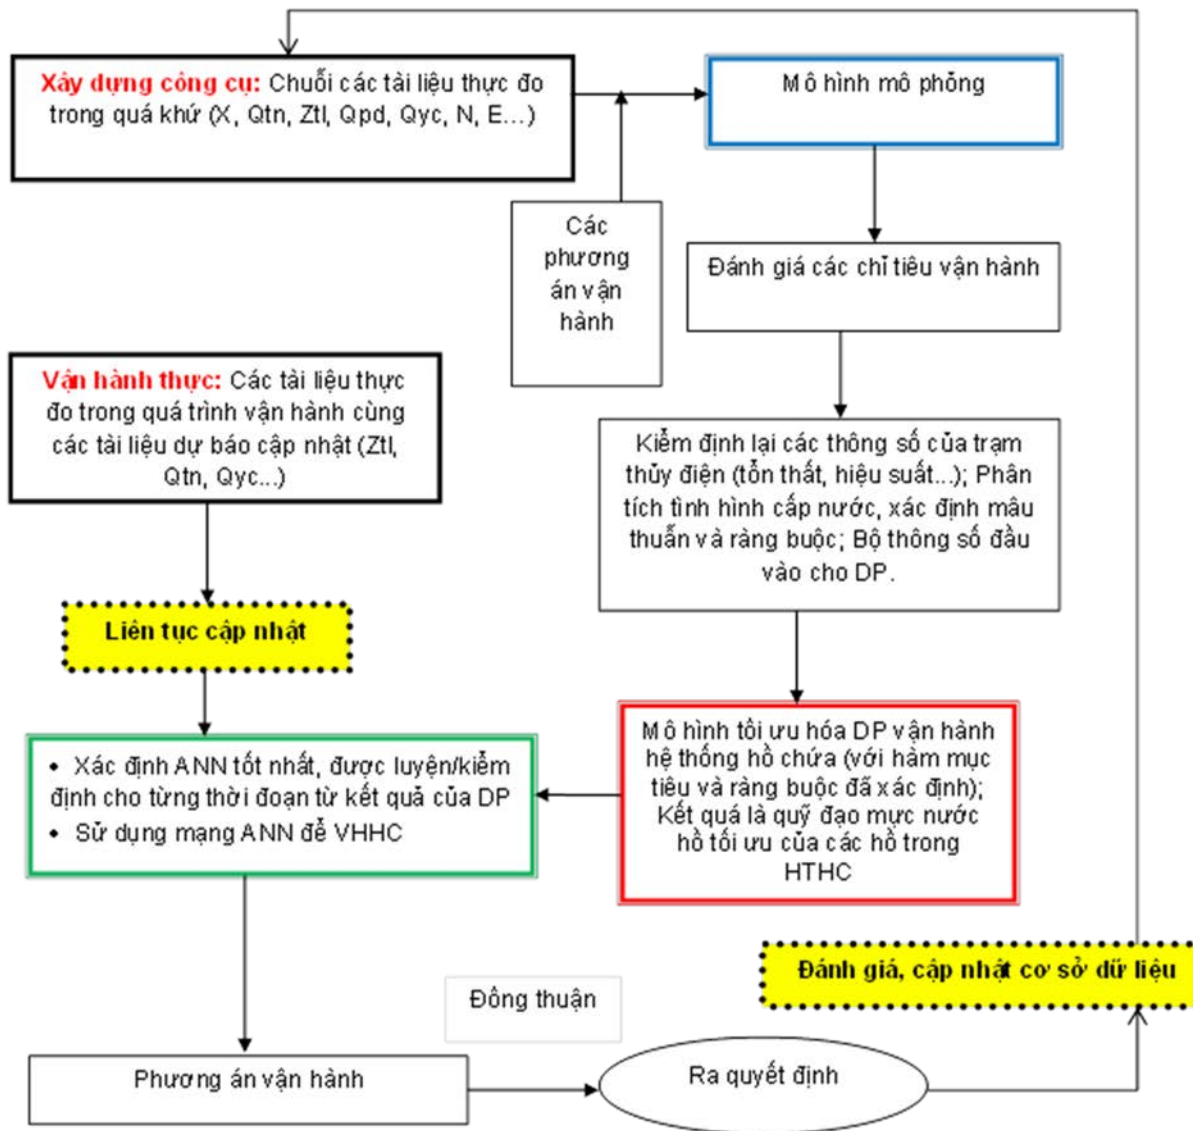 Xây dựng công cụ: Chuỗi các tài liệu thực đo
trong quá khứ (X, Qtn, Ztl, Qpd, Qyc, N, E...)
Mô hình mô phỏng
Các
phương
án vận
hành
Đánh giá các chỉ tiêu vận hành
Vận hành thực: Các tài liệu thực
đo trong quá trình vận hành cùng
các tài liệu dự báo cập nhật (Ztl,
Qtn, Qyc...)
Kiểm định lại các thông số của trạm
thủy điện (tổn thất, hiệu suất...); Phân
tích tình hình cấp nước, xác định mâu
thuẫn và ràng buộc; Bộ thông số đầu
vào cho DP.
Liên tục cập nhật
Mô hình tối ưu hóa DP vận hành
hệ thống hồ chứa (với hàm mục
tiêu và ràng buộc đã xác định);
Kết quả là quỹ đạo mực nước
hồ tối ưu của các hồ trong
HTHC
• Xác định ANN tốt nhất, được luyện/kiểm
định cho từng thời đoạn từ kết quả của DP
• Sử dụng mạng ANN để VHHC
Đánh giá, cập nhật cơ sở dữ liệu
Đồng thuận
Phương án vận hành
Ra quyết định